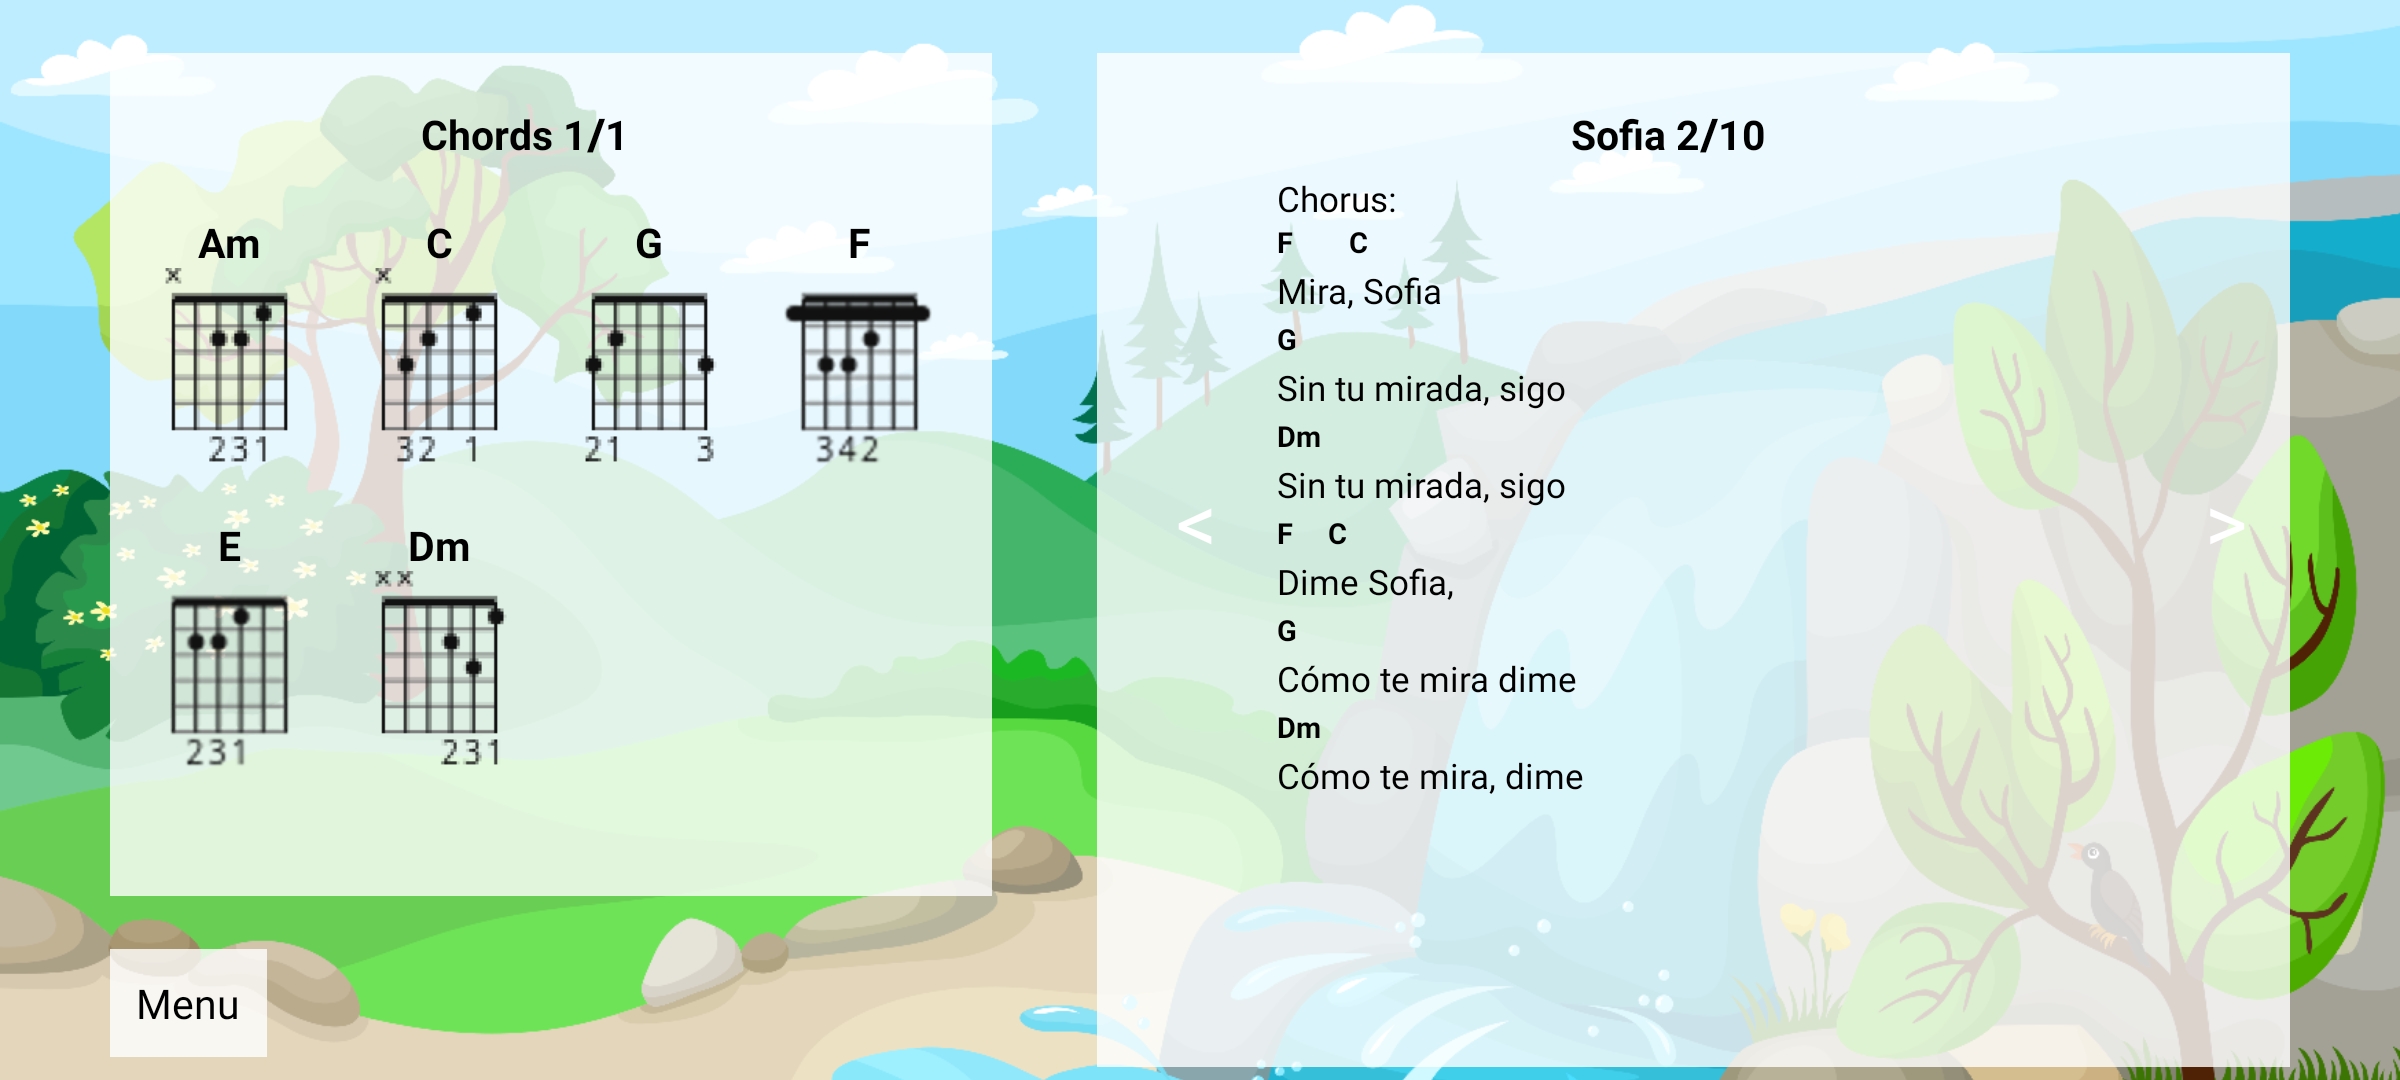 Chords 1/1
Am C G F
x x
231 32 1 21 3 342
E Dm
xx
231 231
Menu
Sofia 2/10
Chorus:
F C
Mira, Sofia
G
Sin tu mirada, sigo
Dm
Sin tu mirada, sigo
F C
Dime Sofia,
G
Cómo te mira dime
Dm
Cómo te mira, dime
< >